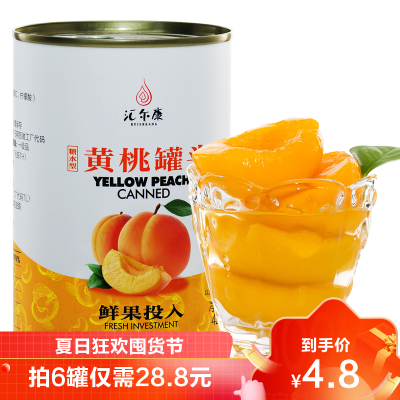 汇尔康
HUIERKANG
糖水型
黄桃罐
YELLOW PEACH
CANNED
鲜果投入
FRESH INVESTMENT
夏日狂欢囤货节
拍6罐仅需28.8元
到手价
¥4.8